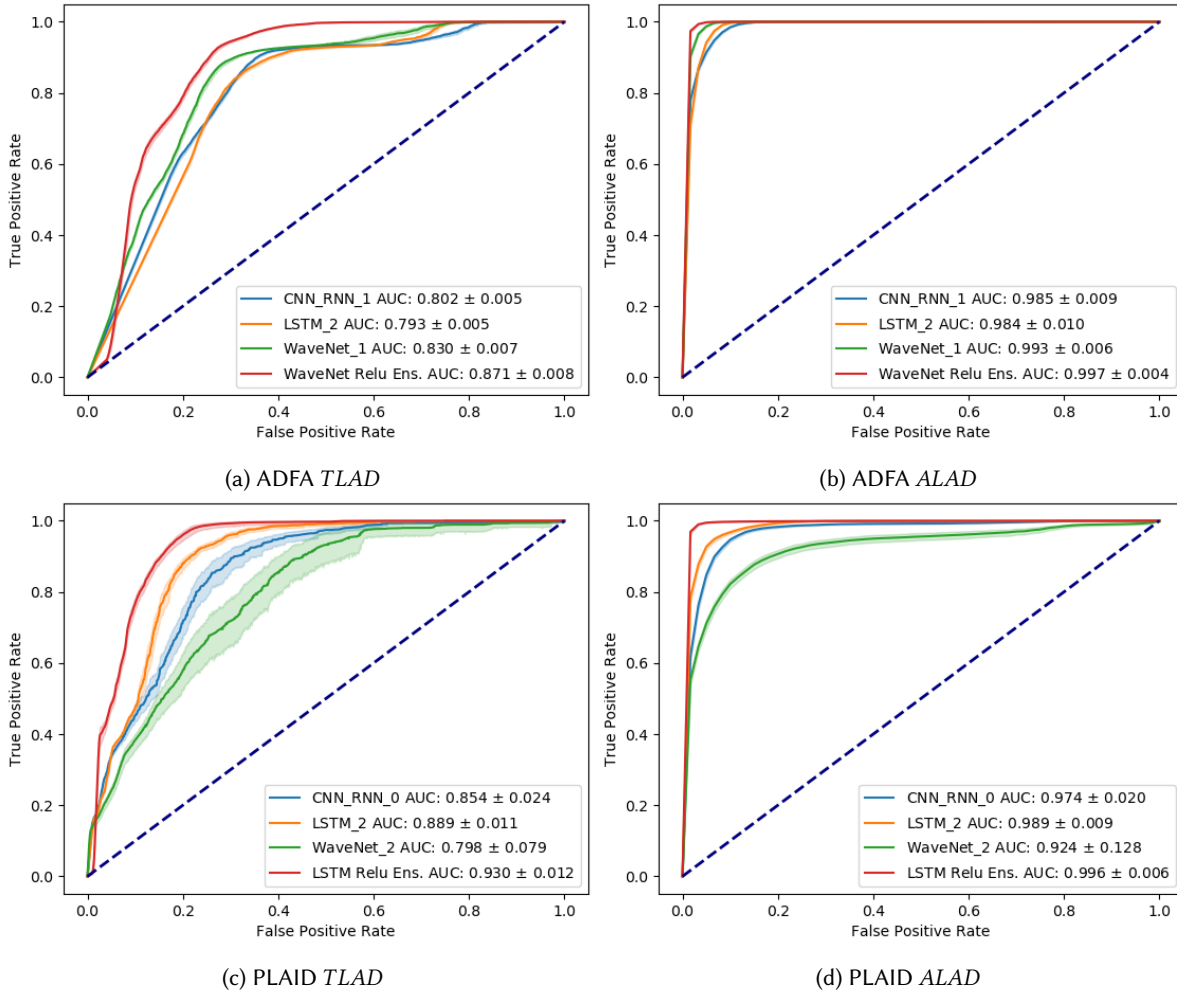 1.0
0.8
0.6
0.4
0.2
0.0
True Positive Rate
CNN_RNN_1 AUC: 0.802 ± 0.005
LSTM_2 AUC: 0.793 ± 0.005
WaveNet_1 AUC: 0.830 ± 0.007
WaveNet Relu Ens. AUC: 0.871 ± 0.008
0.0 0.2 0.4 0.6 0.8 1.0
False Positive Rate
(a) ADFA TLAD
1.0
0.8
0.6
0.4
0.2
0.0
True Positive Rate
CNN_RNN_1 AUC: 0.985 ± 0.009
LSTM_2 AUC: 0.984 ± 0.010
WaveNet_1 AUC: 0.993 ± 0.006
WaveNet Relu Ens. AUC: 0.997 ± 0.004
0.0 0.2 0.4 0.6 0.8 1.0
False Positive Rate
(b) ADFA ALAD
1.0
0.8
0.6
0.4
0.2
0.0
True Positive Rate
CNN_RNN_0 AUC: 0.854 ± 0.024
LSTM_2 AUC: 0.889 ± 0.011
WaveNet_2 AUC: 0.798 ± 0.079
LSTM Relu Ens. AUC: 0.930 ± 0.012
0.0 0.2 0.4 0.6 0.8 1.0
False Positive Rate
(c) PLAID TLAD
1.0
0.8
0.6
0.4
0.2
0.0
True Positive Rate
CNN_RNN_0 AUC: 0.974 ± 0.020
LSTM_2 AUC: 0.989 ± 0.009
WaveNet_2 AUC: 0.924 ± 0.128
LSTM Relu Ens. AUC: 0.996 ± 0.006
0.0 0.2 0.4 0.6 0.8 1.0
False Positive Rate
(d) PLAID ALAD